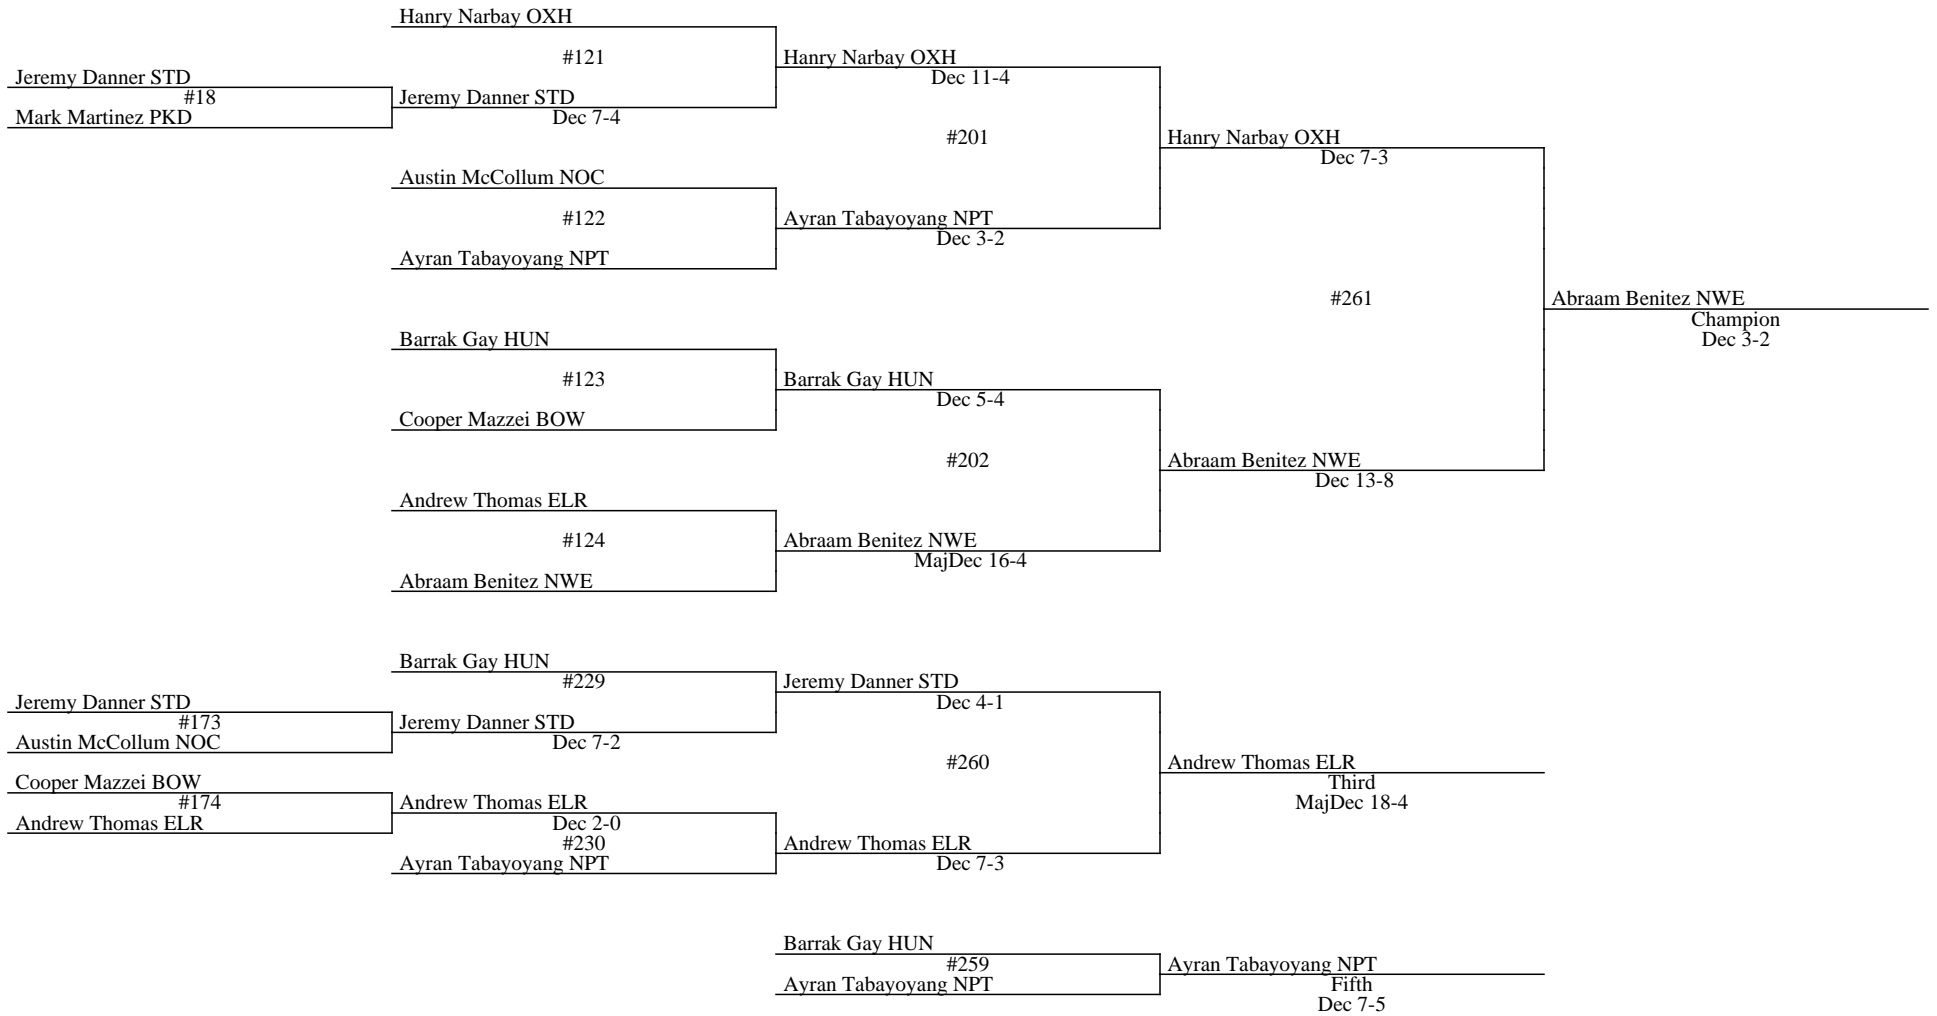 Hanry Narbay OXH
#121
Hanry Narbay OXH
Dec 11-4
Jeremy Danner STD
#18
Mark Martinez PKD
Jeremy Danner STD
Dec 7-4
#201
Hanry Narbay OXH
Dec 7-3
Austin McCollum NOC
#122
Ayran Tabayoyang NPT
Ayran Tabayoyang NPT
Dec 3-2
#261
Abraam Benitez NWE
Champion
Dec 3-2
Barrak Gay HUN
#123
Cooper Mazzei BOW
Barrak Gay HUN
Dec 5-4
#202
Abraam Benitez NWE
Dec 13-8
Andrew Thomas ELR
#124
Abraam Benitez NWE
Abraam Benitez NWE
MajDec 16-4
Barrak Gay HUN
#229
Jeremy Danner STD
Dec 4-1
Jeremy Danner STD
#173
Austin McCollum NOC
Jeremy Danner STD
Dec 7-2
#260
Andrew Thomas ELR
Third
MajDec 18-4
Cooper Mazzei BOW
#174
Andrew Thomas ELR
Andrew Thomas ELR
Dec 2-0
#230
Ayran Tabayoyang NPT
Andrew Thomas ELR
Dec 7-3
Barrak Gay HUN
#259
Ayran Tabayoyang NPT
Ayran Tabayoyang NPT
Fifth
Dec 7-5